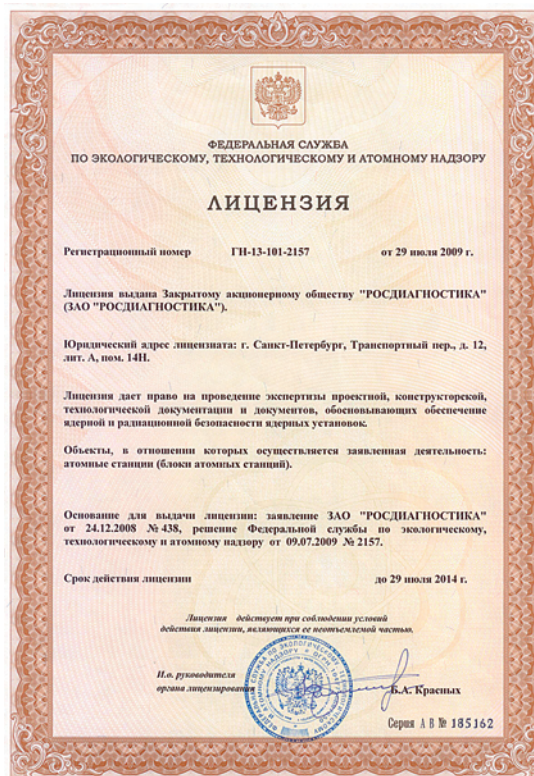 ФЕДЕРАЛЬНАЯ СЛУЖБА
ПО ЭКОЛОГИЧЕСКОМУ, ТЕХНОЛОГИЧЕСКОМУ И АТОМНОМУ НАДЗОРУ
ЛИЦЕНЗИЯ
Регистрационный номер ГН-13-101-2157 от 29 июля 2009 г.
Лицензия выдана Закрытому акционерному обществу "РОСДИАГНОСТИКА"
(ЗАО "РОСДИАГНОСТИКА").
Юридический адрес лицензиата: г. Санкт-Петербург, Транспортный пер., д. 12,
лит. А, пом. 14Н.
Лицензия дает право на проведение экспертизы проектной, конструкторской,
технологической документации и документов, обосновывающих обеспечение
ядерной и радиационной безопасности ядерных установок.
Объекты, в отношении которых осуществляется заявленная деятельность:
атомные станции (блоки атомных станций).
Основание для выдачи лицензии: заявление ЗАО "РОСДИАГНОСТИКА"
от 24.12.2008 № 438, решение Федеральной службы по экологическому,
технологическому и атомному надзору от 09.07.2009 № 2157.
Срок действия лицензии до 29 июля 2014 г.
Лицензия действует при соблюдении условий
действия лицензии, являющихся ее неотъемлемой частью.
И.о. руководителя
органа лицензирования Б.А. Красных
Серия А В № 185162